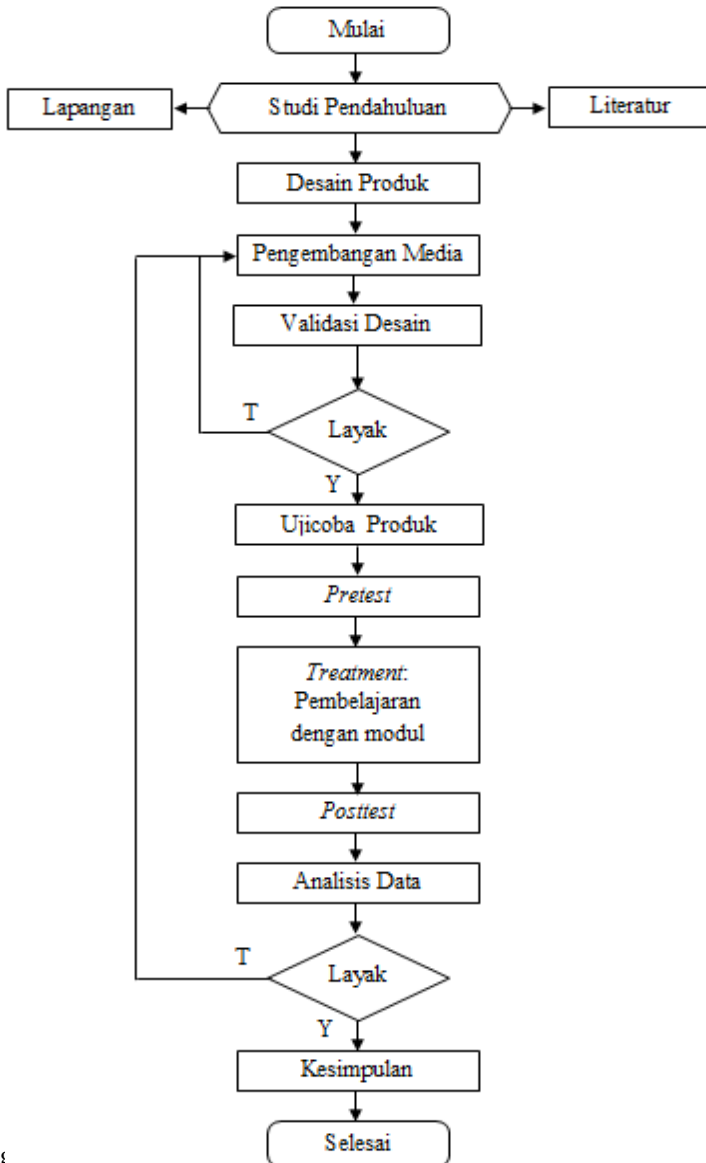 Mulai
Lapangan
Studi Pendahuluan
Literatur
Desain Produk
Pengembangan Media
Validasi Desain
T
Layak
Y
Ujicoba Produk
Pretest
Treatment:
Pembelajaran
dengan modul
Posttest
Analisis Data
T
Layak
Y
Kesimpulan
Selesai